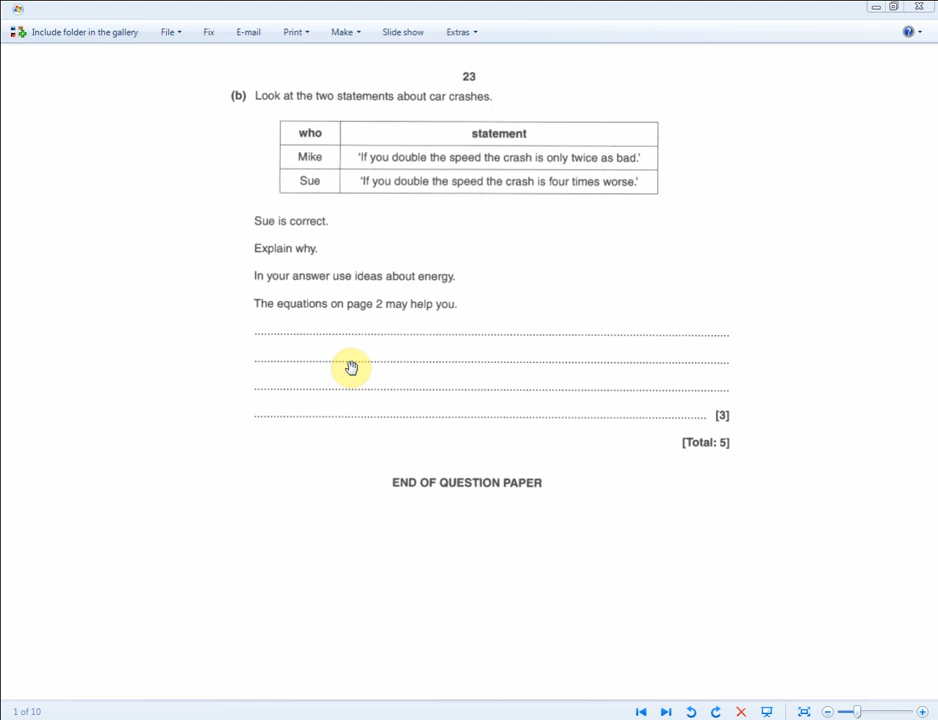 Include folder in the gallery File Fix E-mail Print Make Slide show Extras
23
(b) Look at the two statements about car crashes.
who statement
Mike 'If you double the speed the crash is only twice as bad.'
Sue 'If you double the speed the crash is four times worse.'
Sue is correct.
Explain why.
In your answer use ideas about energy.
The equations on page 2 may help you.
[3]
[Total: 5]
END OF QUESTION PAPER
1 of 10